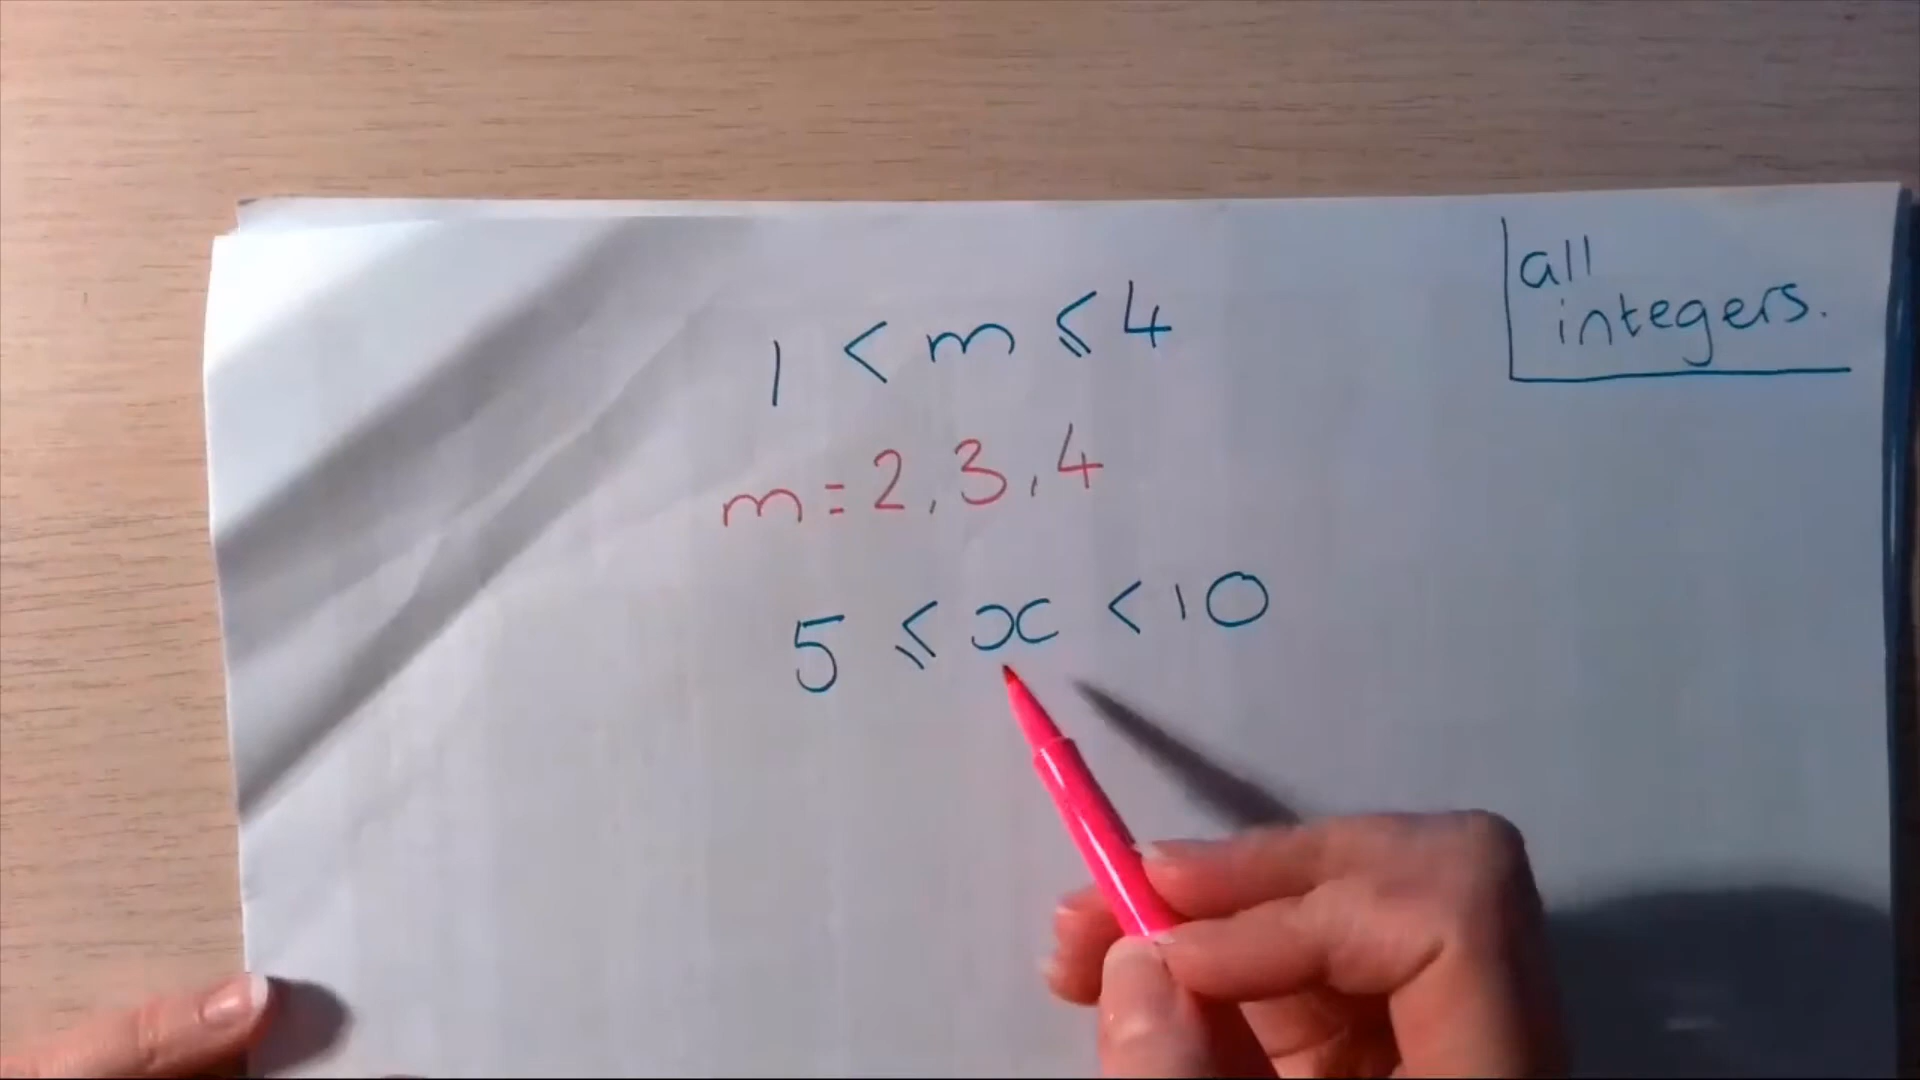 all
integers.
1 < m ⩽ 4
m = 2, 3, 4
5 ⩽ x < 10